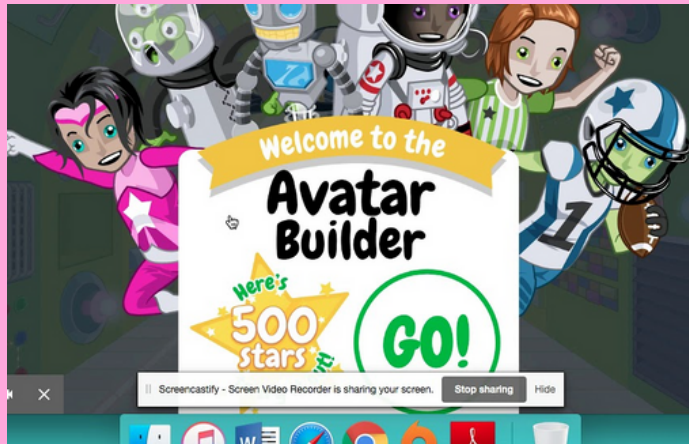 Welcome to the
Avatar
Builder
Here's
500
stars
GO!
1
Screencastify - Screen Video Recorder is sharing your screen. Stop sharing Hide
W